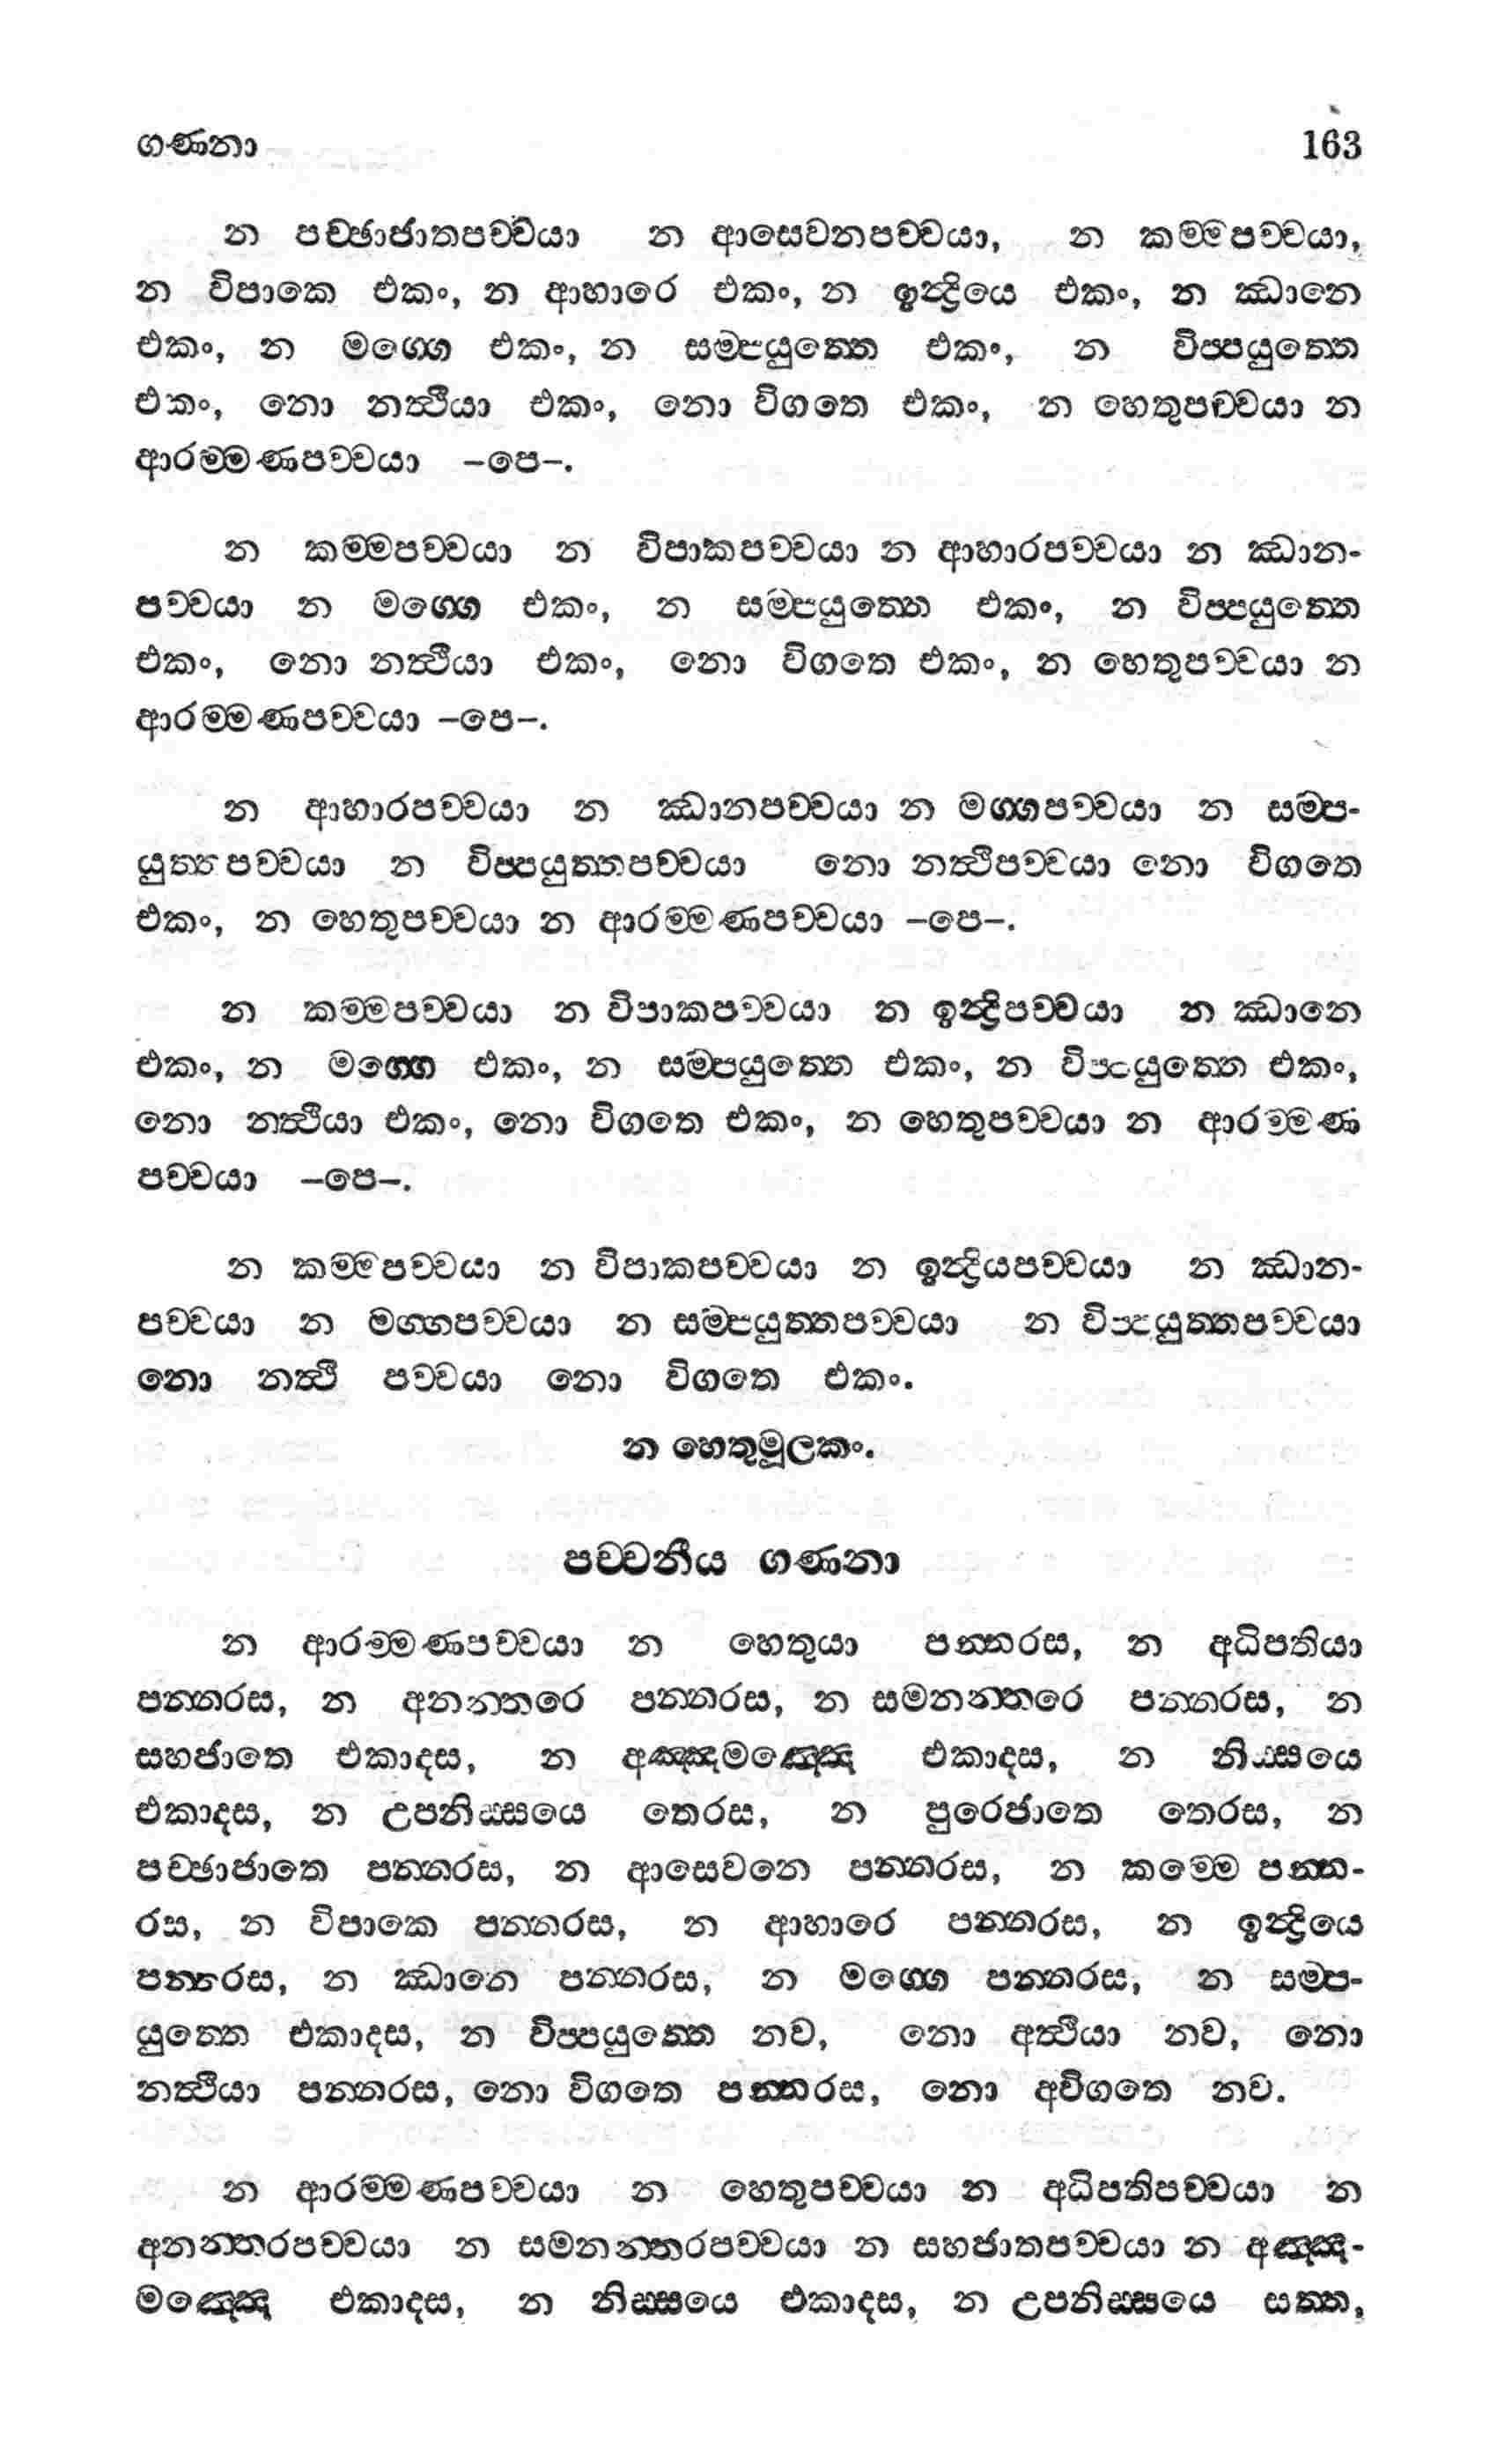 ගණනා 163
න පච්ඡාජාතපච්චයා න ආසෙවනපච්චයා, න කම්මපච්චයා,
න විපාකෙ එකං, න ආහාරෙ එකං, න ඉන්ද්‍රියෙ එකං, න ඣානෙ
එකං, න මග්ගෙ එකං, න සම්පයුත්තෙ එකං, න විප්පයුත්තෙ
එකං, නො නත්ථියා එකං, නො විගතෙ එකං, න හෙතුපච්චයා න
ආරම්මණපච්චයා –පෙ–.
න කම්මපච්චයා න විපාකපච්චයා න ආහාරපච්චයා න ඣාන-
පච්චයා න මග්ගෙ එකං, න සම්පයුත්තෙ එකං, න විප්පයුත්තෙ
එකං, නො නත්ථියා එකං, නො විගතෙ එකං, න හෙතුපච්චයා න
ආරම්මණපච්චයා –පෙ–.
න ආහාරපච්චයා න ඣානපච්චයා න මග්ගපච්චයා න සම්ප-
යුත්තපච්චයා න විප්පයුත්තපච්චයා නො නත්ථිපච්චයා නො විගතෙ
එකං, න හෙතුපච්චයා න ආරම්මණපච්චයා –පෙ–.
න කම්මපච්චයා න විපාකපච්චයා න ඉන්ද්‍රිපච්චයා න ඣානෙ
එකං, න මග්ගෙ එකං, න සම්පයුත්තෙ එකං, න විප්පයුත්තෙ එකං,
නො නත්ථියා එකං, නො විගතෙ එකං, න හෙතුපච්චයා න ආරම්මණ
පච්චයා –පෙ–.
න කම්මපච්චයා න විපාකපච්චයා න ඉන්ද්‍රියපච්චයා න ඣාන-
පච්චයා න මග්ගපච්චයා න සම්පයුත්තපච්චයා න විප්පයුත්තපච්චයා
නො නත්ථි පච්චයා නො විගතෙ එකං.
න හෙතුමූලකං.
පච්චනීය ගණනා
න ආරම්මණපච්චයා න හෙතුයා පන්නරස, න අධිපතියා
පන්නරස, න අනන්තරෙ පන්නරස, න සමනන්තරෙ පන්නරස, න
සහජාතෙ එකාදස, න අඤ්ඤමඤ්ඤෙ එකාදස, න නිස්සයෙ
එකාදස, න උපනිස්සයෙ තෙරස, න පුරෙජාතෙ තෙරස, න
පච්ඡාජාතෙ පන්නරස, න ආසෙවනෙ පන්නරස, න කම්මෙ පන්න-
රස, න විපාකෙ පන්නරස, න ආහාරෙ පන්නරස, න ඉන්ද්‍රියෙ
පන්නරස, න ඣානෙ පන්නරස, න මග්ගෙ පන්නරස, න සම්ප-
යුත්තෙ එකාදස, න විප්පයුත්තෙ නව, නො අත්ථියා නව, නො
නත්ථියා පන්නරස, නො විගතෙ පන්නරස, නො අවිගතෙ නව.
න ආරම්මණපච්චයා න හෙතුපච්චයා න අධිපතිපච්චයා න
අනන්තරපච්චයා න සමනන්තරපච්චයා න සහජාතපච්චයා න අඤ්ඤ-
මඤ්ඤෙ එකාදස, න නිස්සයෙ එකාදස, න උපනිස්සයෙ සත්ත,